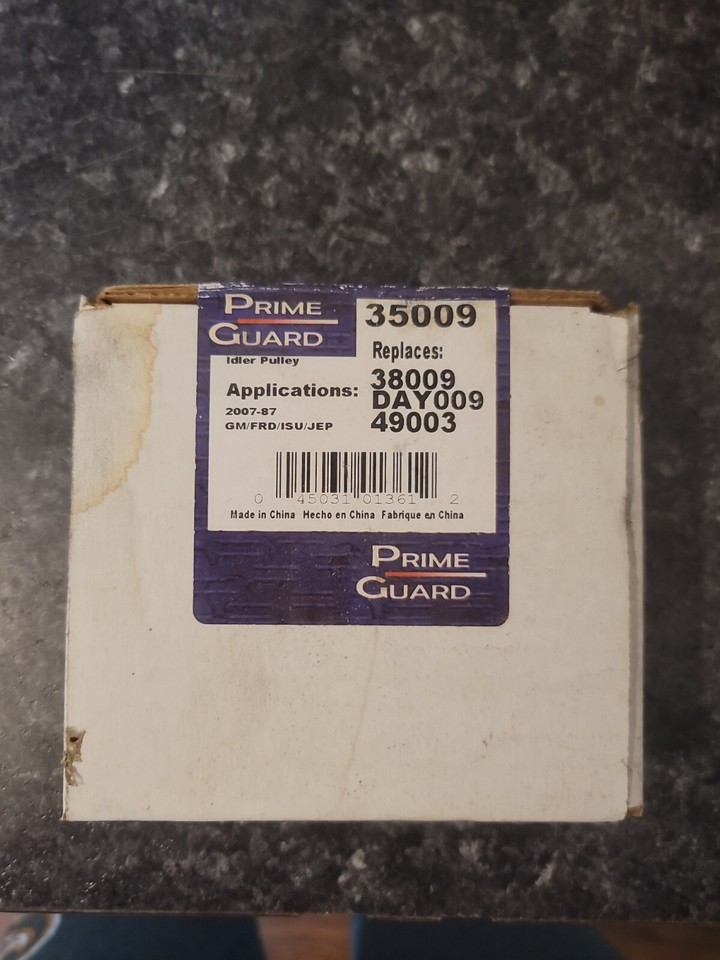 PRIME
GUARD
35009
Idler Pulley
Replaces:
Applications:
38009
DAY009
49003
2007-87
GM/FRD/ISU/JEP
0 45031 01361 2
Made in China Hecho en China Fabrique en China
PRIME
GUARD